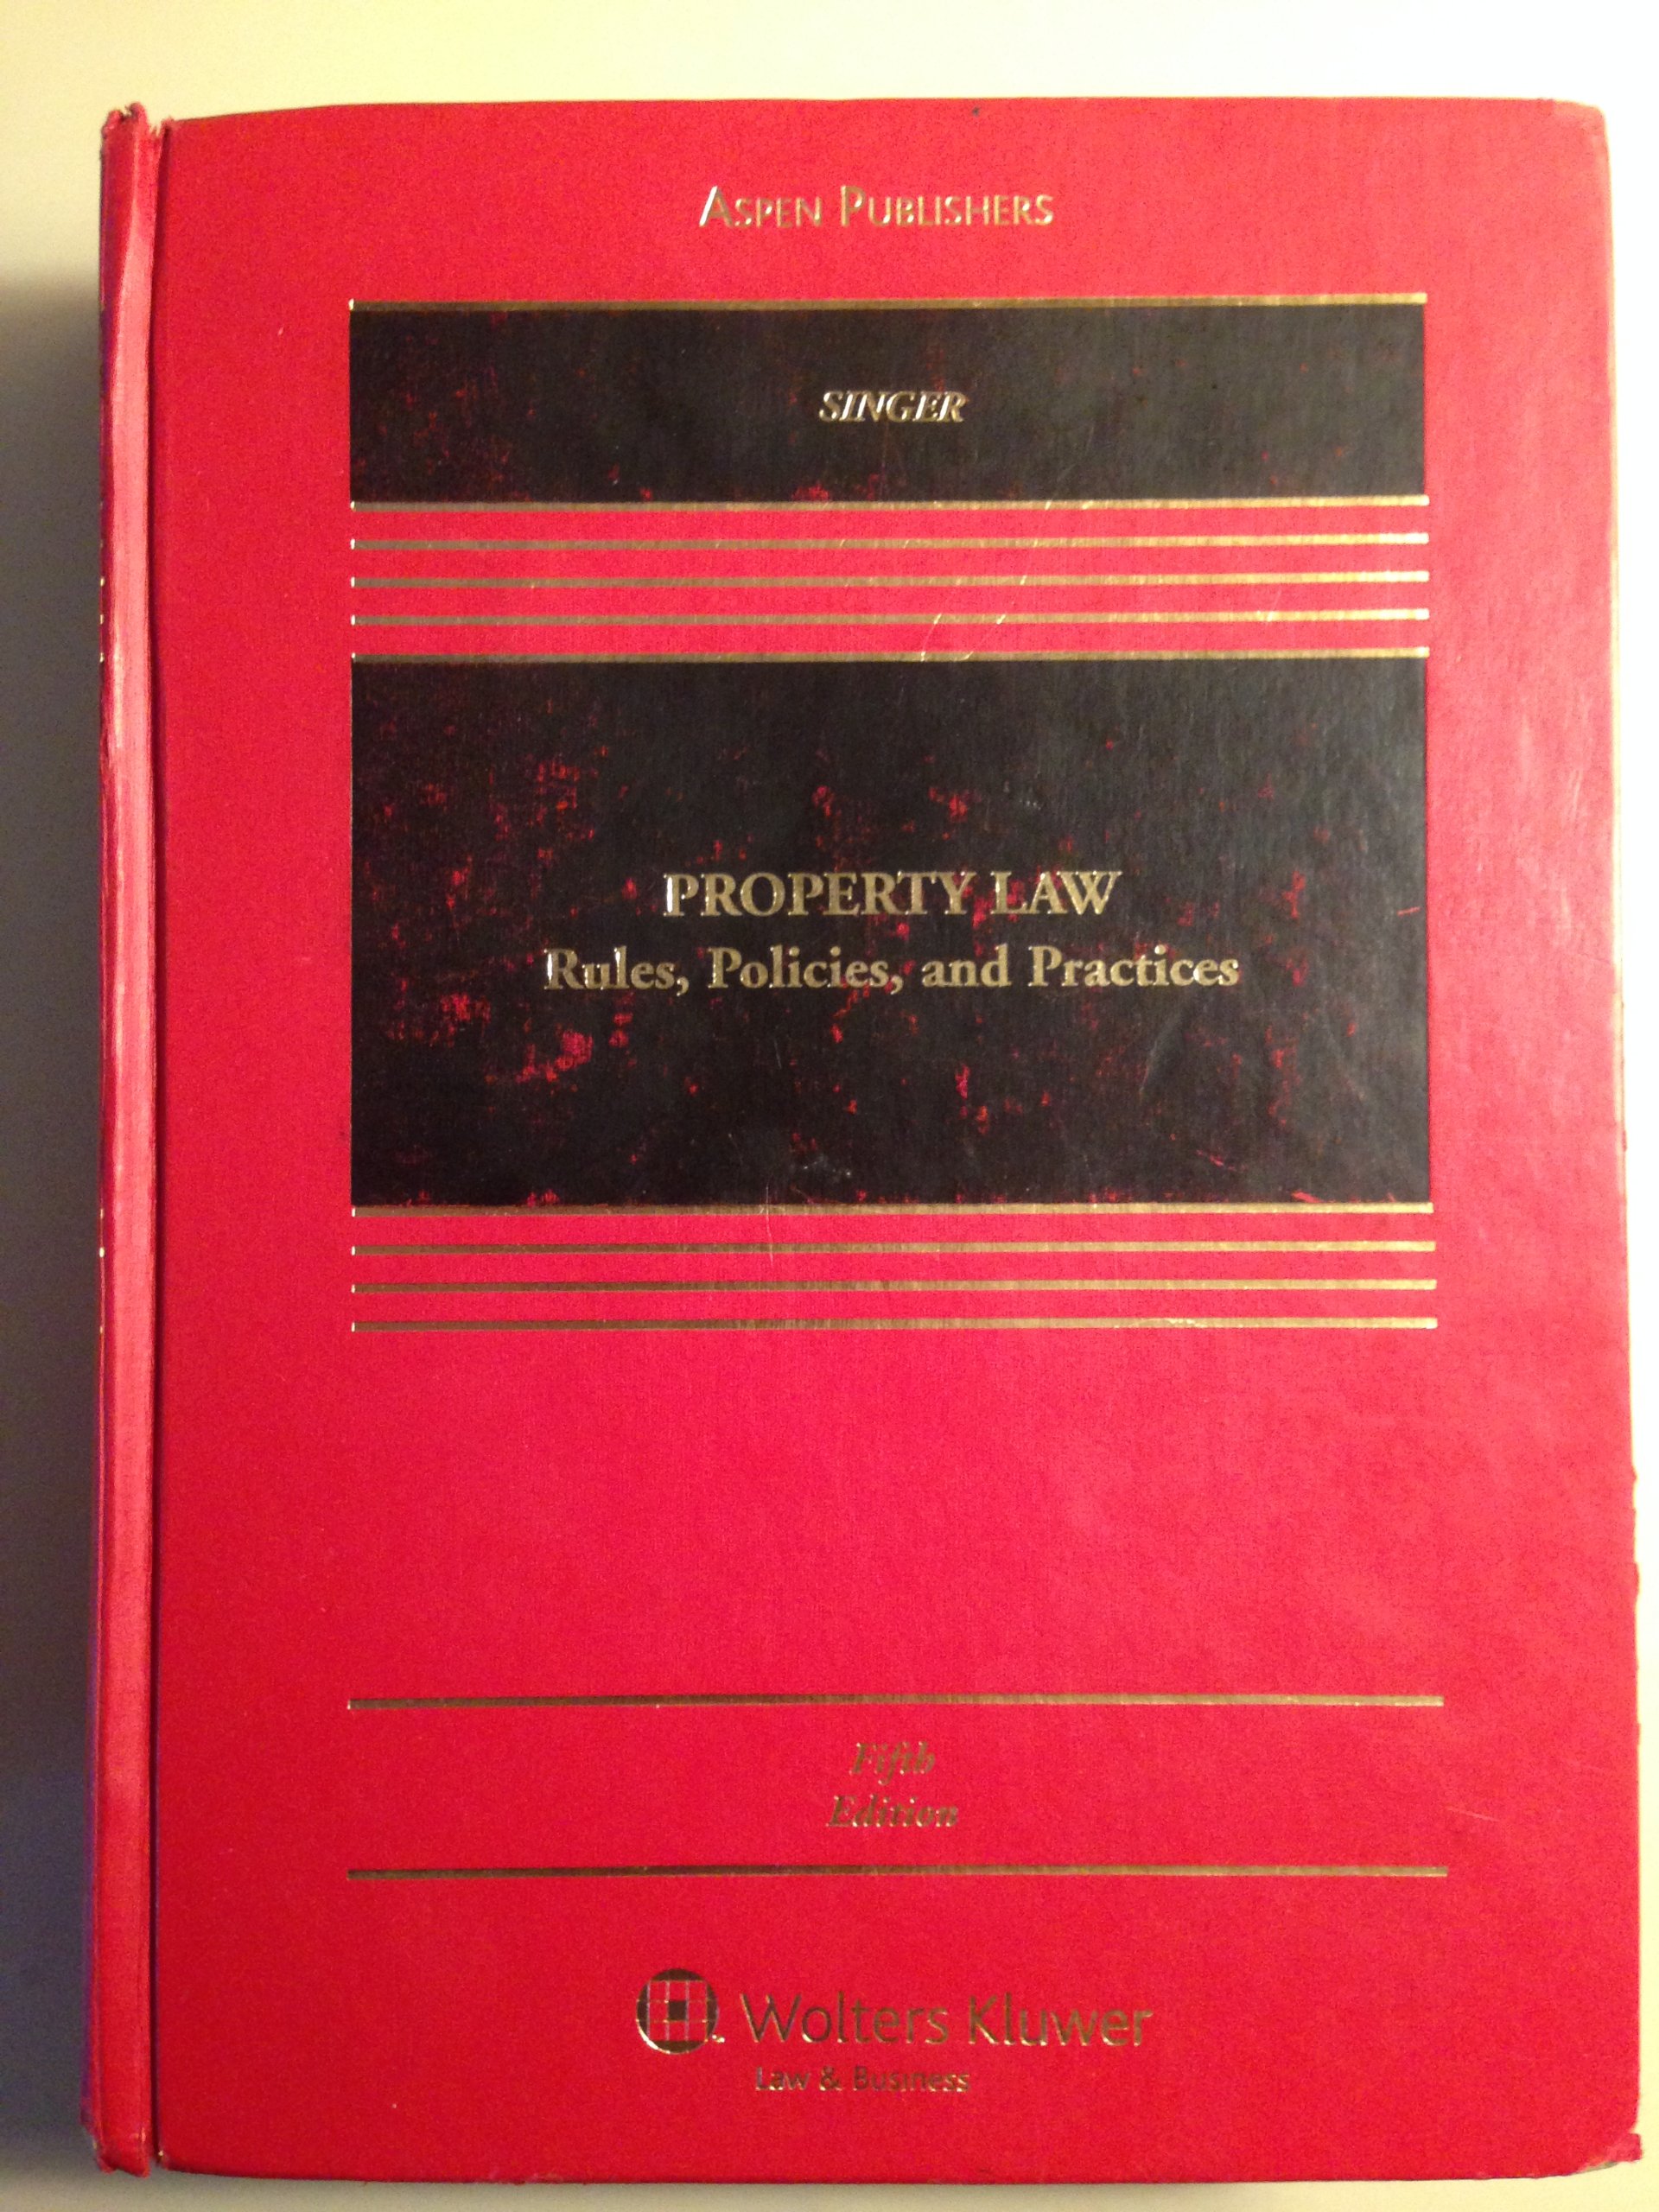 ASPEN PUBLISHERS
SINGER
PROPERTY LAW
Rules, Policies, and Practices
Fifth
Edition
Wolters Kluwer
Law & Business